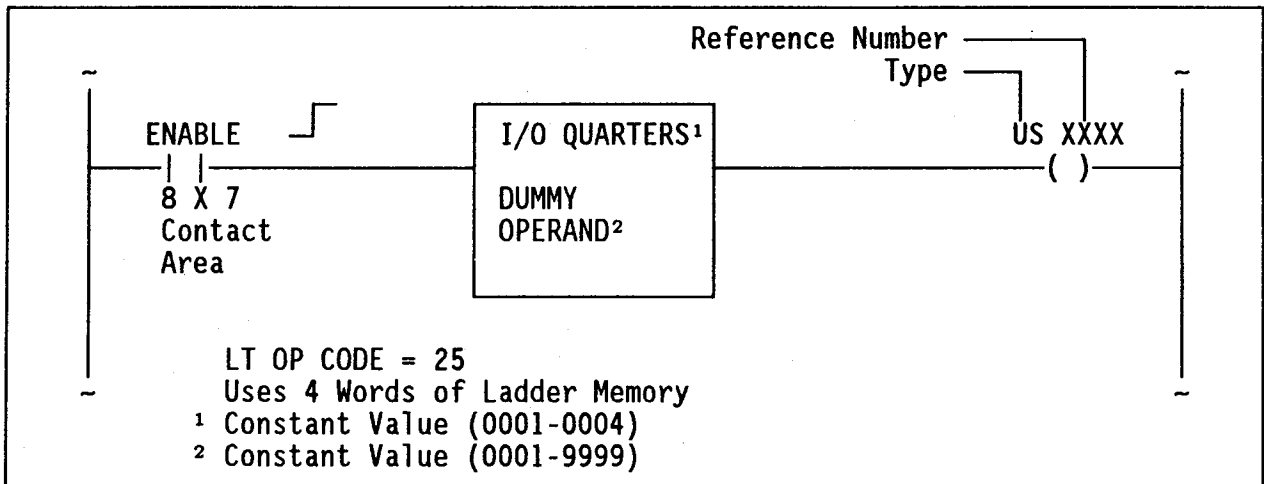 Reference Number
Type
ENABLE
I/O QUARTERS¹
US XXXX
8 X 7
Contact
Area
DUMMY
OPERAND²
LT OP CODE = 25
Uses 4 Words of Ladder Memory
¹ Constant Value (0001-0004)
² Constant Value (0001-9999)